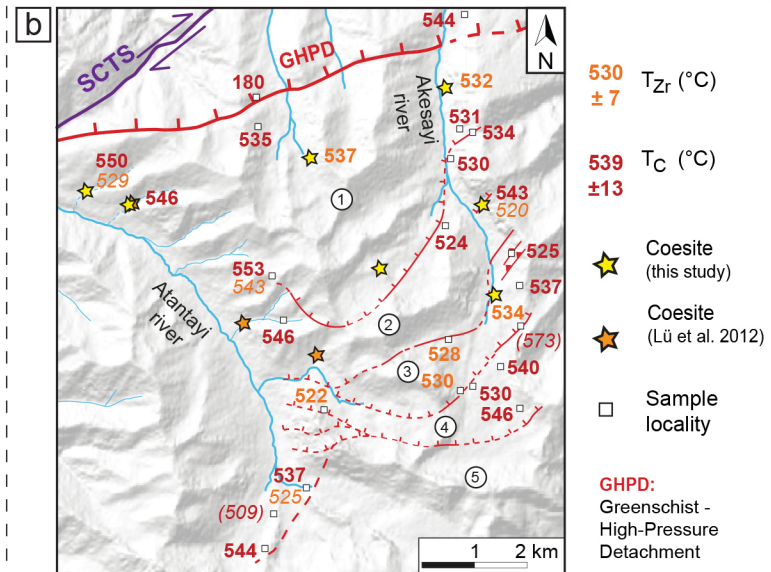 b
SCTS
GHPD
544
N
180
535
537
Akesayi
river
532
531
534
530
550
529
546
1
543
520
524
525
553
543
537
Atantayi
river
546
2
534
(573)
528
3
530
540
530
522
546
4
5
537
525
(509)
544
1 2 km
530
± 7
TZr (°C)
539
±13
TC (°C)
Coesite
(this study)
Coesite
(Lü et al. 2012)
Sample
locality
GHPD:
Greenschist -
High-Pressure
Detachment